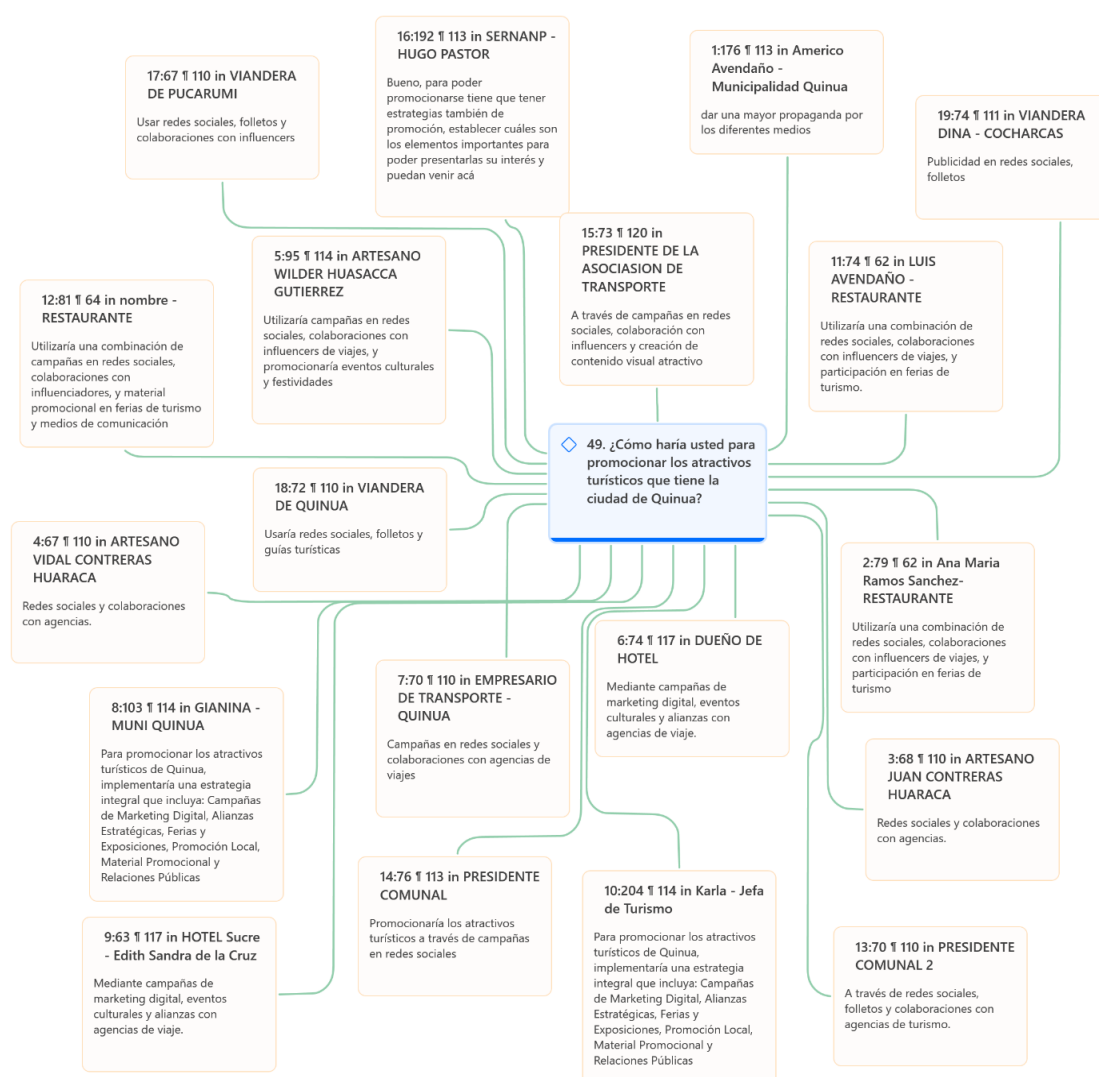 16:192 ¶ 113 in SERNANP -
HUGO PASTOR
Bueno, para poder
promocionarse tiene que tener
estrategias también de
promoción, establecer cuáles son
los elementos importantes para
poder presentarlas su interés y
puedan venir acá
1:176 ¶ 113 in Americo
Avendaño -
Municipalidad Quinua
dar una mayor propaganda por
los diferentes medios
17:67 ¶ 110 in VIANDERA
DE PUCARUMI
Usar redes sociales, folletos y
colaboraciones con influencers
19:74 ¶ 111 in VIANDERA
DINA - COCHARCAS
Publicidad en redes sociales,
folletos
15:73 ¶ 120 in
PRESIDENTE DE LA
ASOCIASION DE
TRANSPORTE
A través de campañas en redes
sociales, colaboración con
influencers y creación de
contenido visual atractivo
5:95 ¶ 114 in ARTESANO
WILDER HUASACCA
GUTIERREZ
Utilizaría campañas en redes
sociales, colaboraciones con
influencers de viajes, y
promocionaría eventos culturales
y festividades
11:74 ¶ 62 in LUIS
AVENDAÑO -
RESTAURANTE
Utilizaría una combinación de
redes sociales, colaboraciones
con influencers de viajes, y
participación en ferias de
turismo.
12:81 ¶ 64 in nombre -
RESTAURANTE
Utilizaría una combinación de
campañas en redes sociales,
colaboraciones con
influenciadores, y material
promocional en ferias de turismo
y medios de comunicación
49. ¿Cómo haría usted para
promocionar los atractivos
turísticos que tiene la
ciudad de Quinua?
18:72 ¶ 110 in VIANDERA
DE QUINUA
Usaría redes sociales, folletos y
guías turísticas
4:67 ¶ 110 in ARTESANO
VIDAL CONTRERAS
HUARACA
Redes sociales y colaboraciones
con agencias.
2:79 ¶ 62 in Ana Maria
Ramos Sanchez-
RESTAURANTE
Utilizaría una combinación de
redes sociales, colaboraciones
con influencers de viajes, y
participación en ferias de
turismo
6:74 ¶ 117 in DUEÑO DE
HOTEL
Mediante campañas de
marketing digital, eventos
culturales y alianzas con
agencias de viaje.
7:70 ¶ 110 in EMPRESARIO
DE TRANSPORTE -
QUINUA
Campañas en redes sociales y
colaboraciones con agencias de
viajes
8:103 ¶ 114 in GIANINA -
MUNI QUINUA
Para promocionar los atractivos
turísticos de Quinua,
implementaría una estrategia
integral que incluya: Campañas
de Marketing Digital, Alianzas
Estratégicas, Ferias y
Exposiciones, Promoción Local,
Material Promocional y
Relaciones Públicas
3:68 ¶ 110 in ARTESANO
JUAN CONTRERAS
HUARACA
Redes sociales y colaboraciones
con agencias.
14:76 ¶ 113 in PRESIDENTE
COMUNAL
Promocionaría los atractivos
turísticos a través de campañas
en redes sociales
10:204 ¶ 114 in Karla - Jefa
de Turismo
Para promocionar los atractivos
turísticos de Quinua,
implementaría una estrategia
integral que incluya: Campañas
de Marketing Digital, Alianzas
Estratégicas, Ferias y
Exposiciones, Promoción Local,
Material Promocional y
Relaciones Públicas
9:63 ¶ 117 in HOTEL Sucre
- Edith Sandra de la Cruz
Mediante campañas de
marketing digital, eventos
culturales y alianzas con
agencias de viaje.
13:70 ¶ 110 in PRESIDENTE
COMUNAL 2
A través de redes sociales,
folletos y colaboraciones con
agencias de turismo.